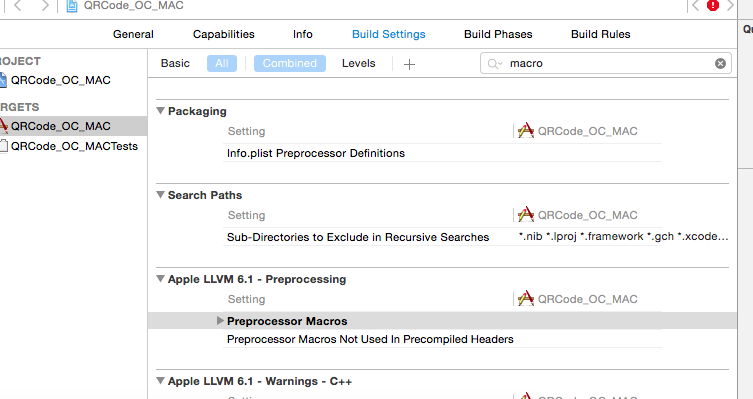 QRCode_OC_MAC
General Capabilities Info Build Settings Build Phases Build Rules
ROJECT
QRCode_OC_MAC
ARGETS
QRCode_OC_MAC
QRCode_OC_MACTests
Basic All Combined Levels + macro
Packaging
Setting QRCode_OC_MAC
Info.plist Preprocessor Definitions
Search Paths
Setting QRCode_OC_MAC
Sub-Directories to Exclude in Recursive Searches *.nib *.lproj *.framework *.gch *.xcode...
Apple LLVM 6.1 - Preprocessing
Setting QRCode_OC_MAC
Preprocessor Macros
Preprocessor Macros Not Used In Precompiled Headers
Apple LLVM 6.1 - Warnings - C++